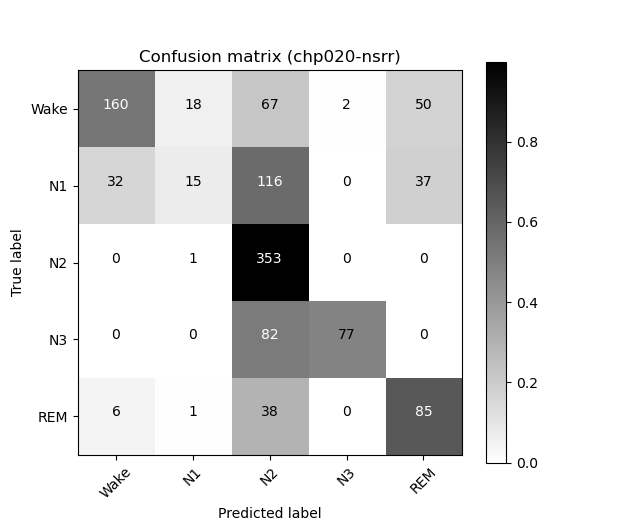 Confusion matrix (chp020-nsrr)
Wake 160 18 67 2 50
N1 32 15 116 0 37
N2 0 1 353 0 0
N3 0 0 82 77 0
REM 6 1 38 0 85
Wake N1 N2 N3 REM
Predicted label
True label
0.8
0.6
0.4
0.2
0.0